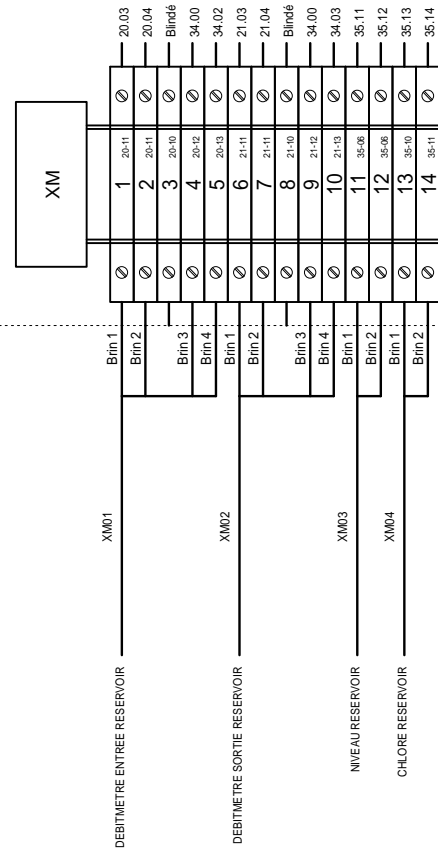 XM
1 20-11 20.03
2 20-11 20.04
3 20-10 Blindé
4 20-12 34.00
5 20-13 34.02
6 21-11 21.03
7 21-11 21.04
8 21-10 Blindé
9 21-12 34.00
10 21-13 34.03
11 35-06 35.11
12 35-06 35.12
13 35-10 35.13
14 35-11 35.14
Brin 1
Brin 2
Brin 3
Brin 4
Brin 1
Brin 2
Brin 3
Brin 4
Brin 1
Brin 2
Brin 1
Brin 2
XM01
XM02
XM03
XM04
DEBITMETRE ENTREE RESERVOIR
DEBITMETRE SORTIE RESERVOIR
NIVEAU RESERVOIR
CHLORE RESERVOIR